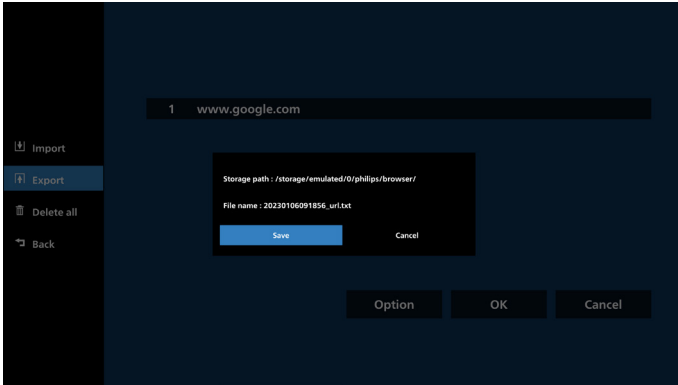 1 www.google.com
Import
Export
Delete all
Back
Storage path : /storage/emulated/0/philips/browser/
File name : 20230106091856_url.txt
Save Cancel
Option OK Cancel